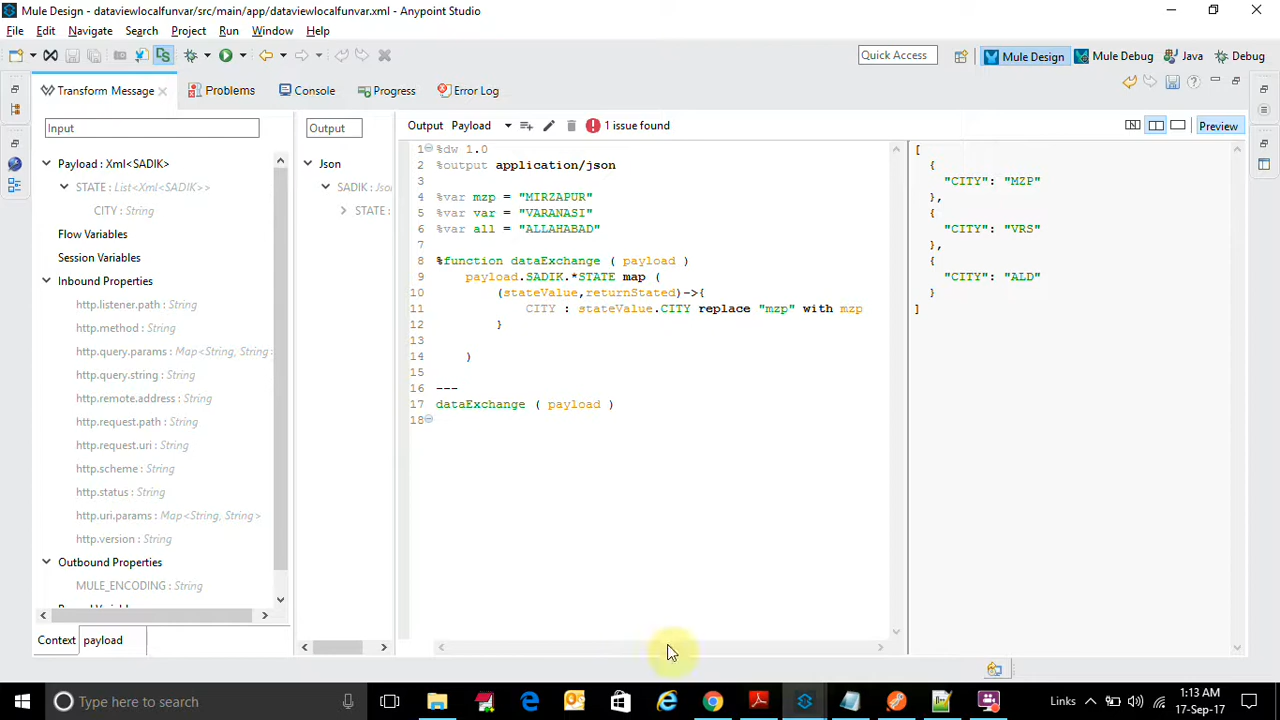 Mule Design - dataviewlocalfunvar/src/main/app/dataviewlocalfunvar.xml - Anypoint Studio
File Edit Navigate Search Project Run Window Help
Quick Access
Mule Design
Mule Debug
Java
Debug
Transform Message
Problems
Console
Progress
Error Log
Input
Payload : Xml<SADIK>
STATE : List<Xml<SADIK>>
CITY : String
Flow Variables
Session Variables
Inbound Properties
http.listener.path : String
http.method : String
http.query.params : Map<String, String>
http.query.string : String
http.remote.address : String
http.request.path : String
http.request.uri : String
http.scheme : String
http.status : String
http.uri.params : Map<String, String>
http.version : String
Outbound Properties
MULE_ENCODING : String
Context
payload
Output
Json
SADIK : Jso
STATE :
Output Payload
1 issue found
Preview
1 %dw 1.0
2 %output application/json
3
4 %var mzp = "MIRZAPUR"
5 %var var = "VARANASI"
6 %var all = "ALLAHABAD"
7
8 %function dataExchange ( payload )
9 payload.SADIK.*STATE map (
10 (stateValue,returnStated)->{
11 CITY : stateValue.CITY replace "mzp" with mzp
12 }
13
14 )
15
16 ---
17 dataExchange ( payload )
18
[
{
"CITY": "MZP"
},
{
"CITY": "VRS"
},
{
"CITY": "ALD"
}
]
Type here to search
Links
1:13 AM
17-Sep-17